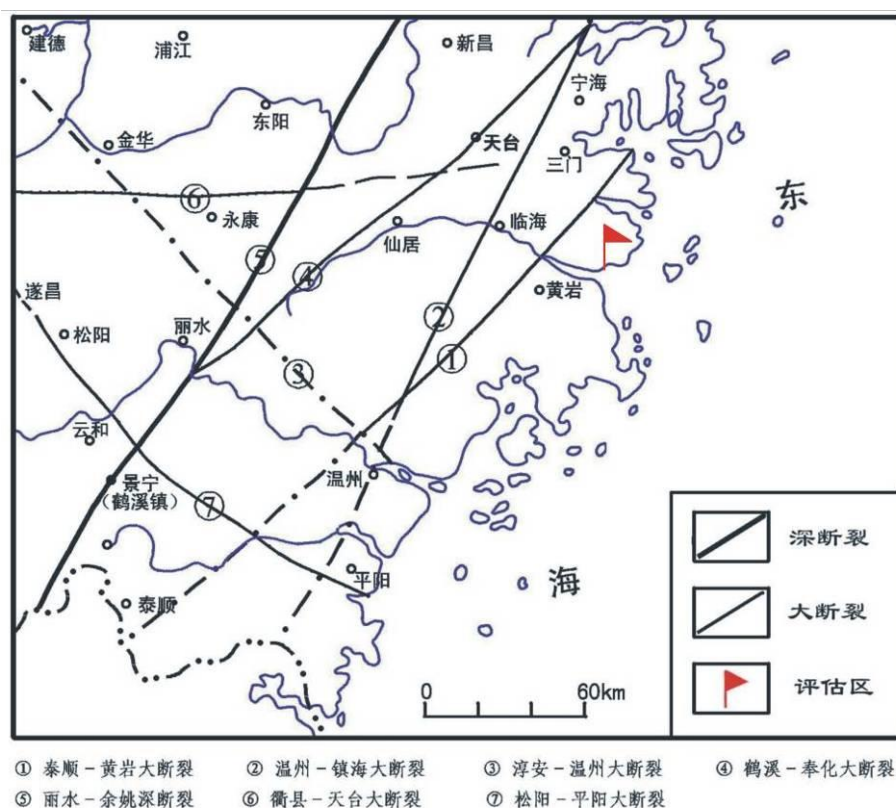 建德
浦江
新昌
宁海
东阳
金华
天台
三门
东
⑥
永康
仙居
临海
⑤
④
遂昌
黄岩
②
松阳
丽水
①
③
云和
温州
景宁
(鹤溪镇)
⑦
深断裂
平阳
海
泰顺
大断裂
评估区
0 60km
① 泰顺-黄岩大断裂 ② 温州-镇海大断裂 ③ 淳安-温州大断裂 ④ 鹤溪-奉化大断裂
⑤ 丽水-余姚深断裂 ⑥ 衢县-天台大断裂 ⑦ 松阳-平阳大断裂